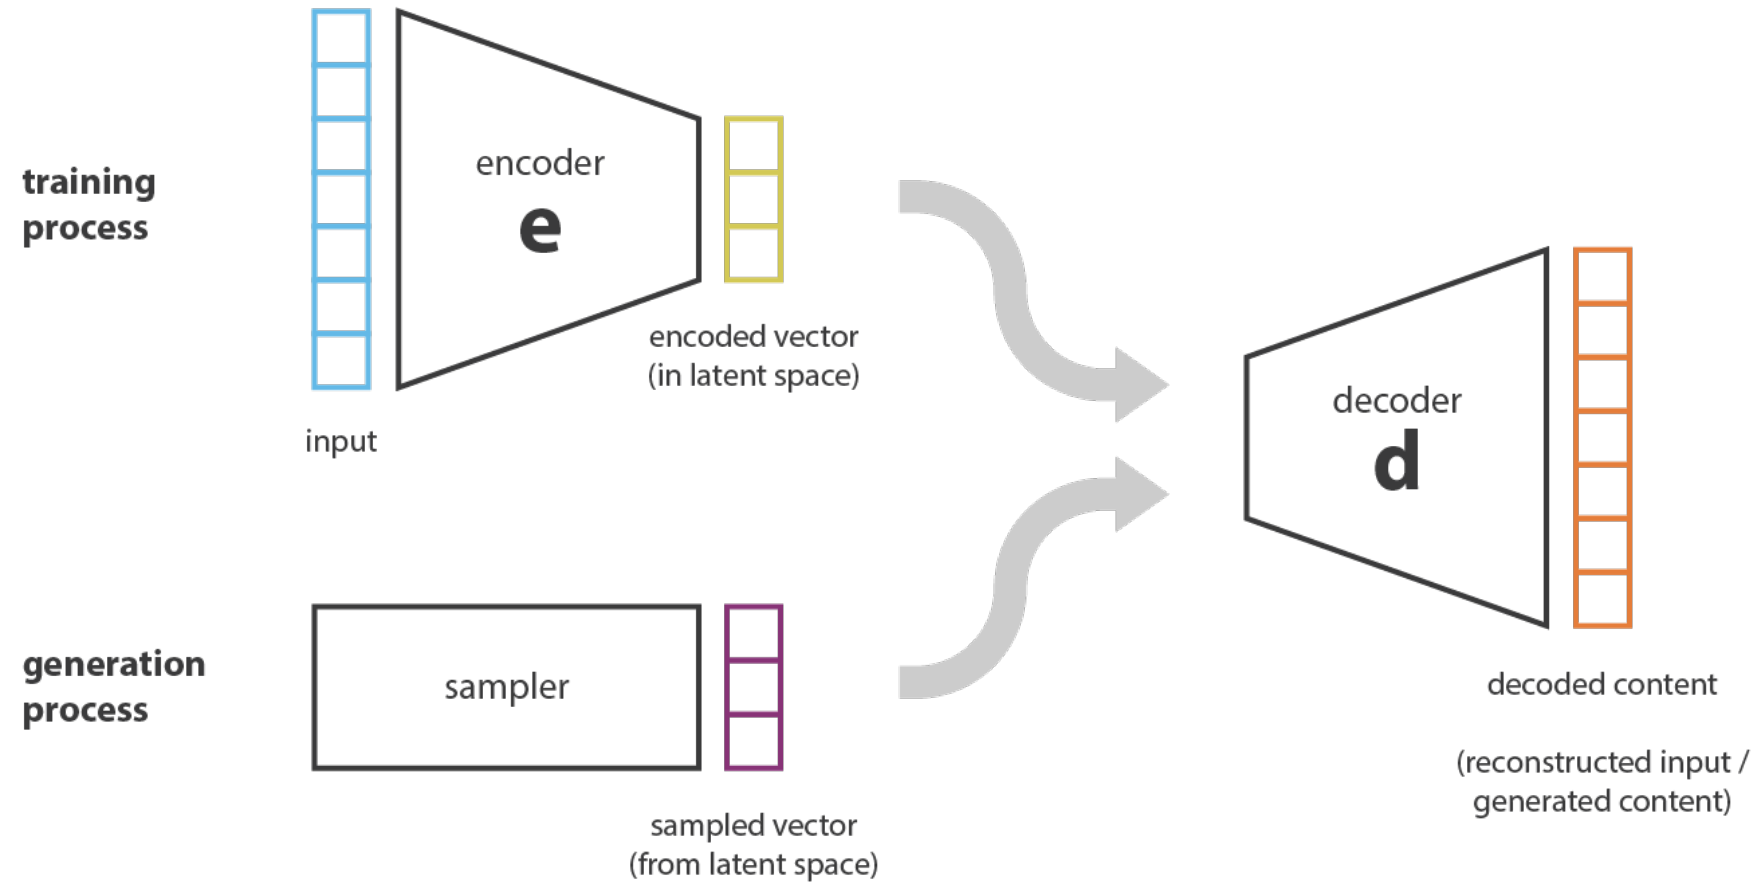 training
process
encoder
e
encoded vector
(in latent space)
input
decoder
d
generation
process
sampler
sampled vector
(from latent space)
decoded content
(reconstructed input /
generated content)